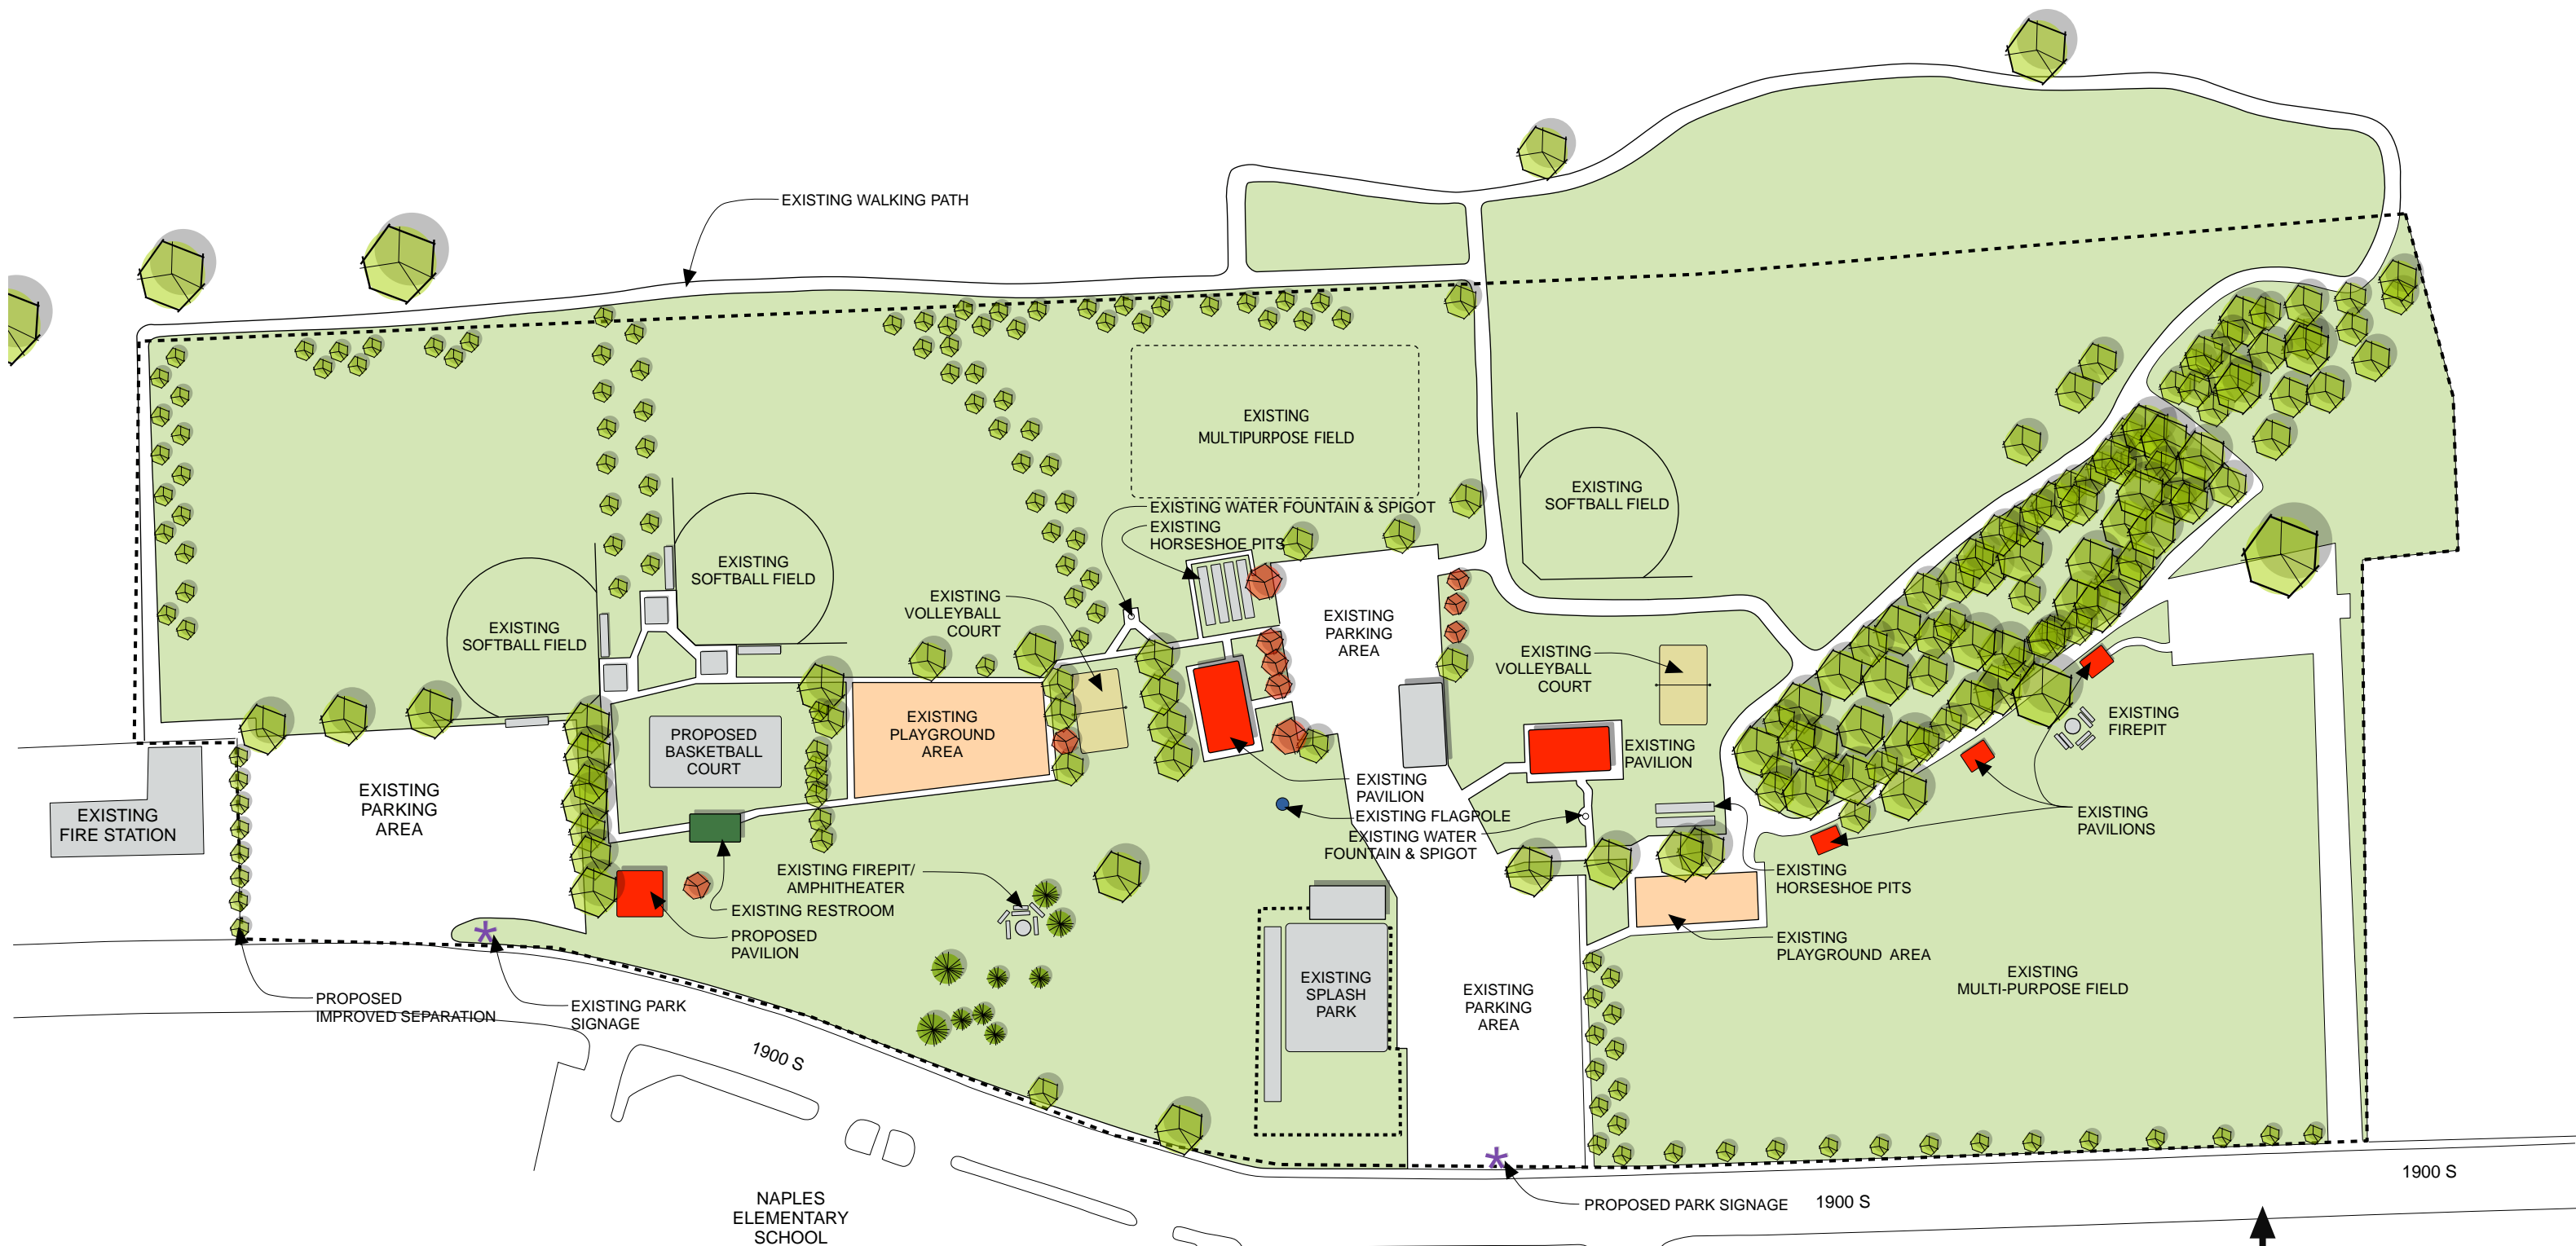 EXISTING WALKING PATH
EXISTING
MULTIPURPOSE FIELD
EXISTING WATER FOUNTAIN & SPIGOT
EXISTING
HORSESHOE PITS
EXISTING
SOFTBALL FIELD
EXISTING
SOFTBALL FIELD
EXISTING
SOFTBALL FIELD
EXISTING
VOLLEYBALL
COURT
EXISTING
PARKING
AREA
EXISTING
VOLLEYBALL
COURT
PROPOSED
BASKETBALL
COURT
EXISTING
PLAYGROUND
AREA
EXISTING
PAVILION
EXISTING
FIREPIT
EXISTING
PARKING
AREA
EXISTING
FIRE STATION
EXISTING
PAVILION
EXISTING FLAGPOLE
EXISTING WATER
FOUNTAIN & SPIGOT
EXISTING
PAVILIONS
EXISTING FIREPIT/
AMPHITHEATER
EXISTING
HORSESHOE PITS
EXISTING RESTROOM
PROPOSED
PAVILION
EXISTING
PLAYGROUND AREA
EXISTING
SPLASH
PARK
EXISTING
PARKING
AREA
EXISTING
MULTI-PURPOSE FIELD
PROPOSED
IMPROVED SEPARATION
EXISTING PARK
SIGNAGE
1900 S
NAPLES
ELEMENTARY
SCHOOL
PROPOSED PARK SIGNAGE
1900 S
1900 S